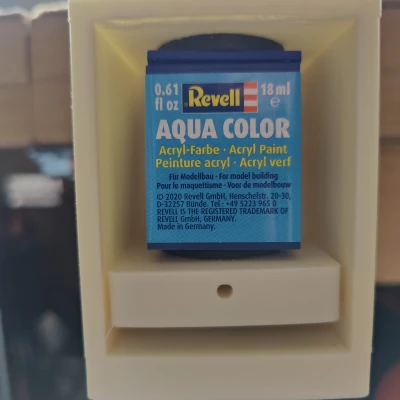 0.61
fl oz
Revell
18 ml
e
AQUA COLOR
Acryl-Farbe · Acryl Paint
Peinture acryl · Acryl verf
Für Modellbau · For model building
Pour le maquettisme · Voor de modelbouw
© 2020 Revell GmbH, Henschelstr. 20-30,
D-32257 Bünde. Tel.: +49 5223 965 0
REVELL IS THE REGISTERED TRADEMARK OF
REVELL GmbH, GERMANY.
Made in Germany.